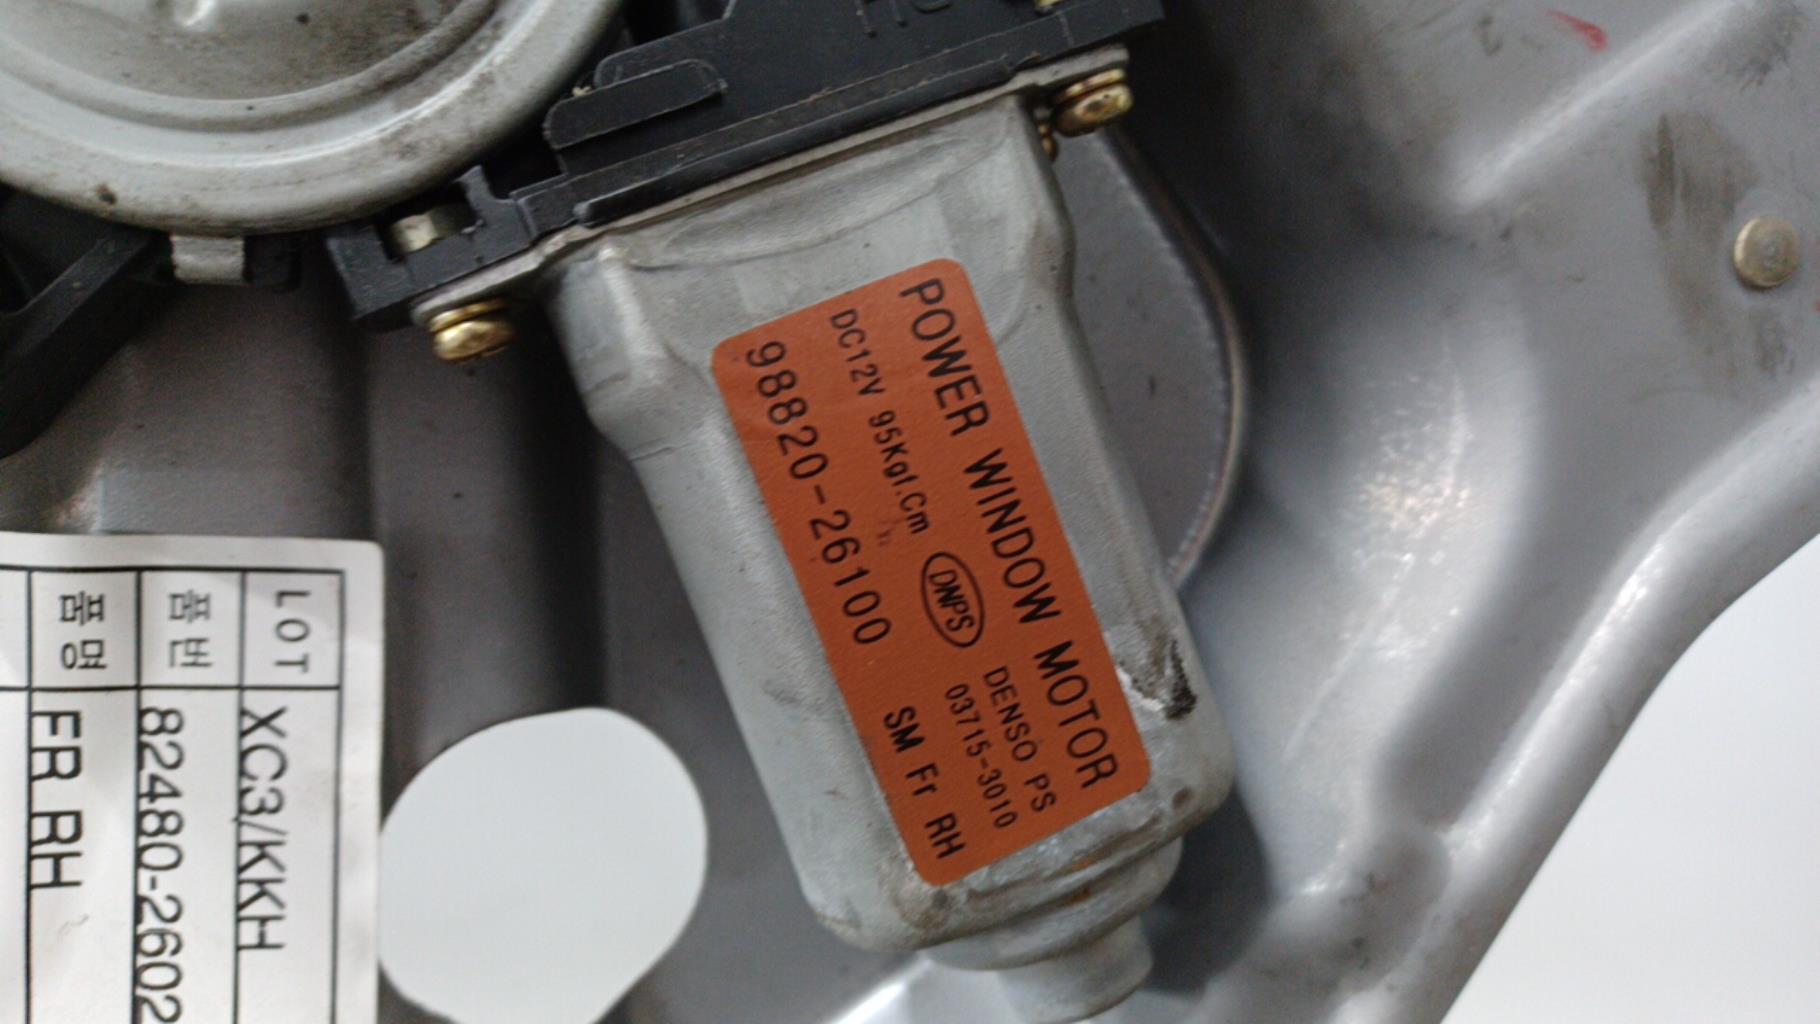 POWER WINDOW MOTOR
DC12V 95Kgf.Cm
DNPS
DENSO PS
03715-3010
98820-26100
SM Fr RH
LOT XC3/KKH
품번 82480-2602
품명 FR RH